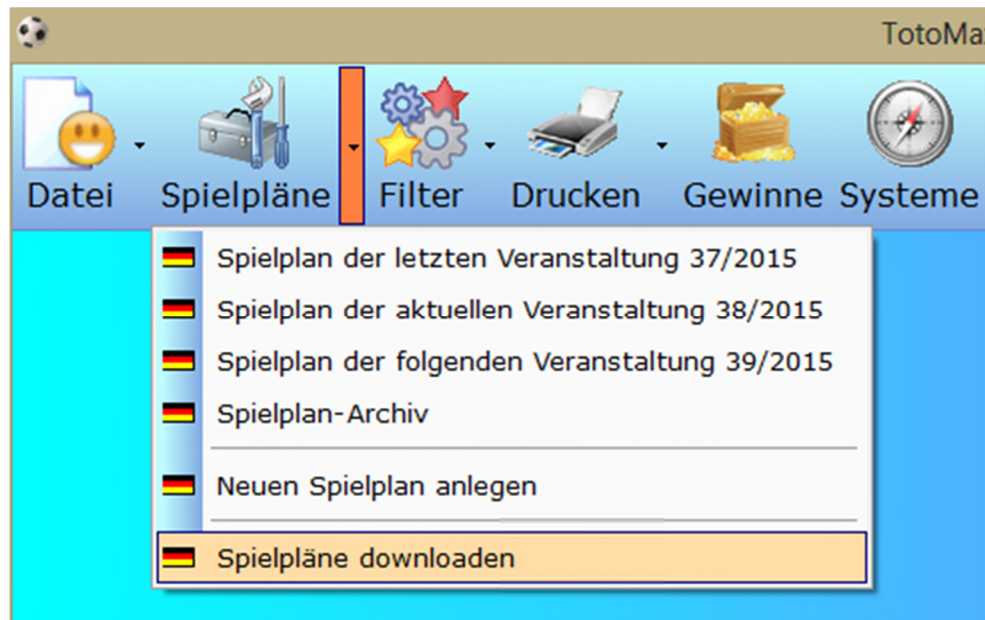 TotoMa
Datei Spielpläne Filter Drucken Gewinne Systeme
Spielplan der letzten Veranstaltung 37/2015
Spielplan der aktuellen Veranstaltung 38/2015
Spielplan der folgenden Veranstaltung 39/2015
Spielplan-Archiv
Neuen Spielplan anlegen
Spielpläne downloaden